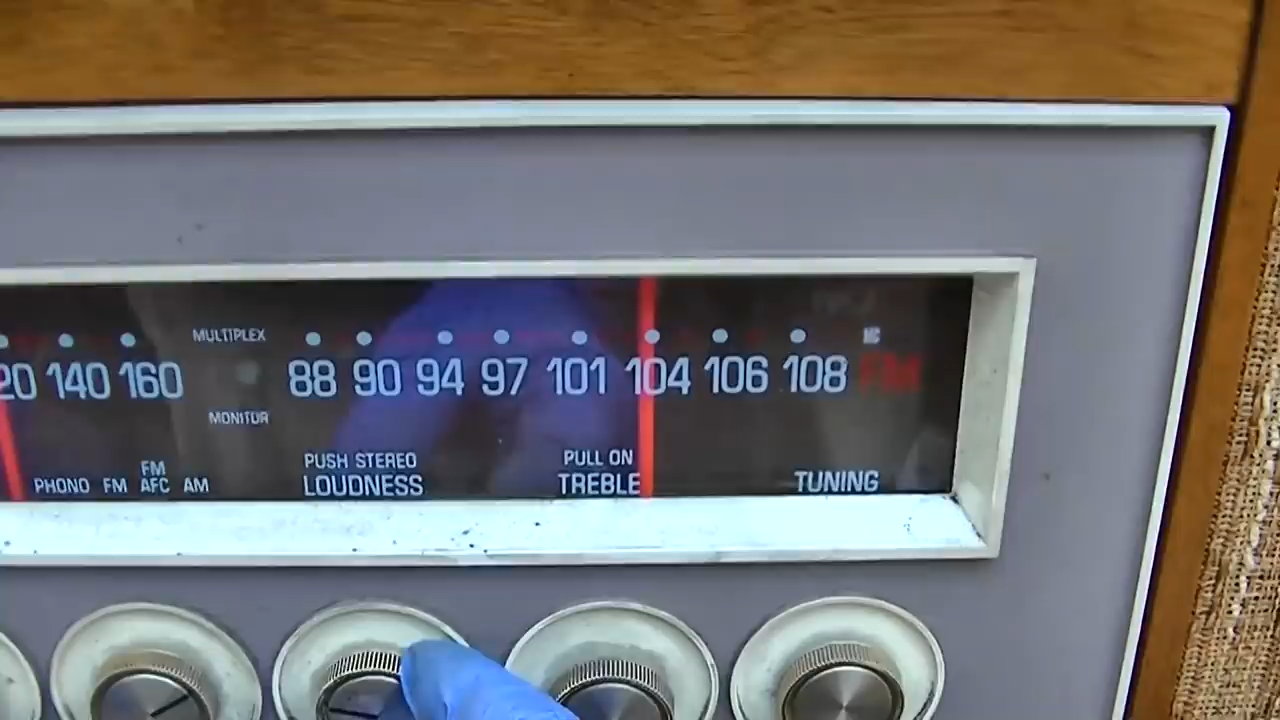 MULTIPLEX
20 140 160 88 90 94 97 101 104 106 108 FM
MC
MONITOR
PHONO FM FM AFC AM
PUSH STEREO
LOUDNESS
PULL ON
TREBLE
TUNING